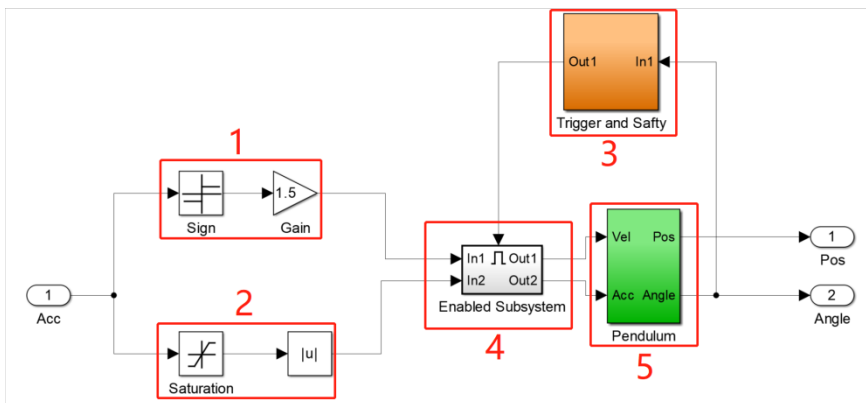 Out1 In1
Trigger and Safty
3
1
1.5
Sign Gain
In1 Out1
In2 Out2
Enabled Subsystem
4
Vel Pos
Acc Angle
Pendulum
5
1
Pos
2
Angle
1
Acc
2
|u|
Saturation